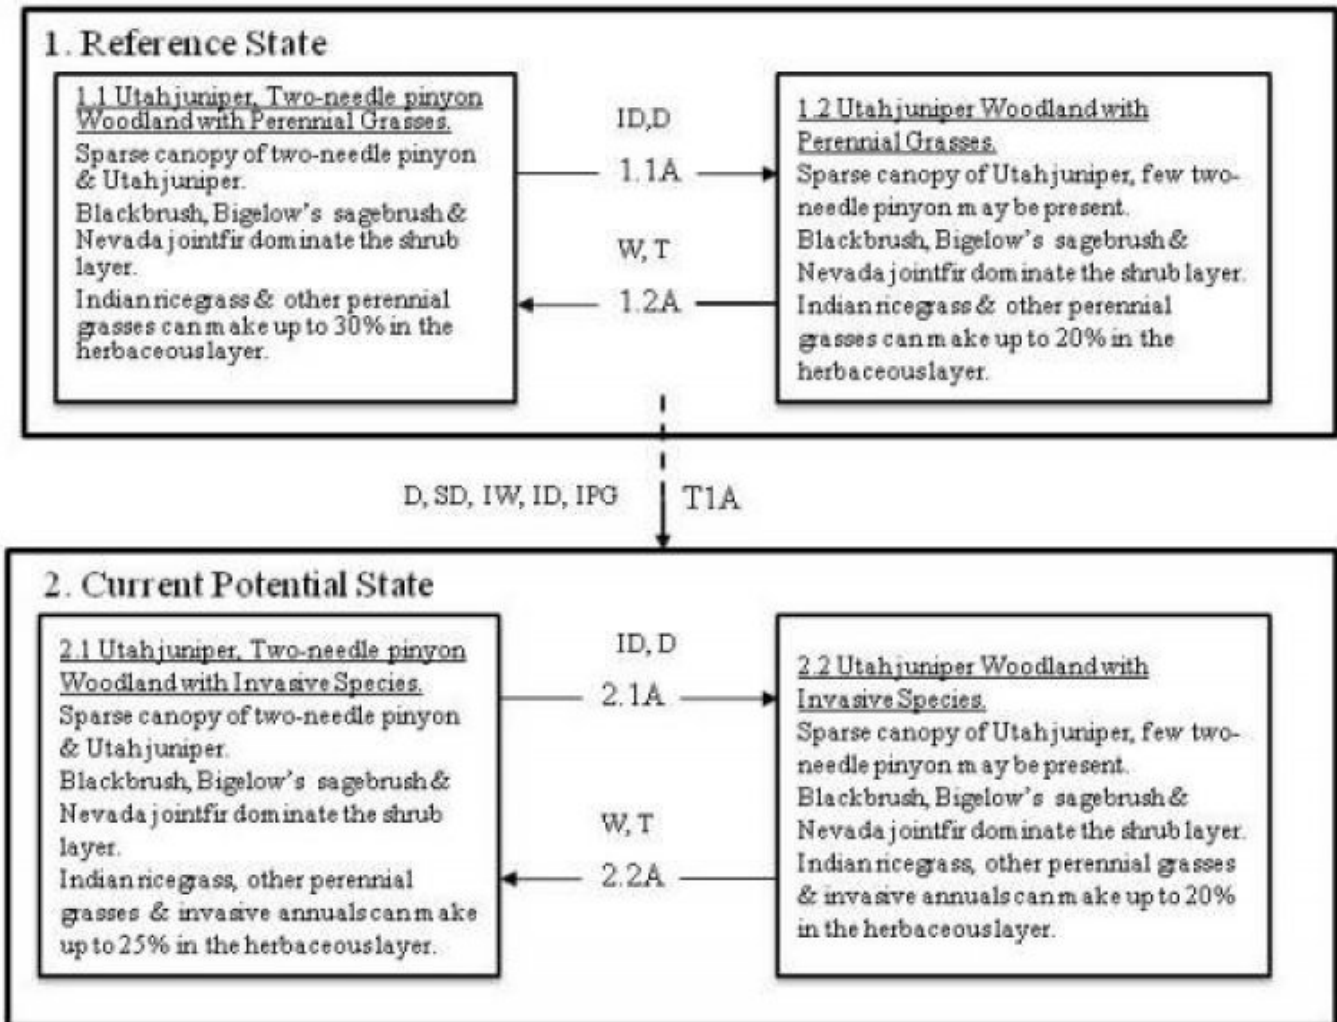 1. Reference State
1.1 Utah juniper, Two-needle pinyon
Woodland with Perennial Grasses.
Sparse canopy of two-needle pinyon
& Utah juniper.
Blackbrush, Bigelow's sagebrush &
Nevada jointfir dominate the shrub
layer.
Indian ricegrass & other perennial
grasses can make up to 30% in the
herbaceous layer.
ID,D
1.1A
W, T
1.2A
1.2 Utah juniper Woodland with
Perennial Grasses.
Sparse canopy of Utah juniper, few two-
needle pinyon may be present.
Blackbrush, Bigelow's sagebrush &
Nevada jointfir dominate the shrub layer.
Indian ricegrass & other perennial
grasses can make up to 20% in the
herbaceous layer.
D, SD, IW, ID, IPG
T1A
2. Current Potential State
2.1 Utah juniper, Two-needle pinyon
Woodland with Invasive Species.
Sparse canopy of two-needle pinyon
& Utah juniper.
Blackbrush, Bigelow's sagebrush &
Nevada jointfir dominate the shrub
layer.
Indian ricegrass, other perennial
grasses & invasive annuals can make
up to 25% in the herbaceous layer.
ID, D
2.1A
W, T
2.2A
2.2 Utah juniper Woodland with
Invasive Species.
Sparse canopy of Utah juniper, few two-
needle pinyon may be present.
Blackbrush, Bigelow's sagebrush &
Nevada jointfir dominate the shrub layer.
Indian ricegrass, other perennial grasses
& invasive annuals can make up to 20%
in the herbaceous layer.